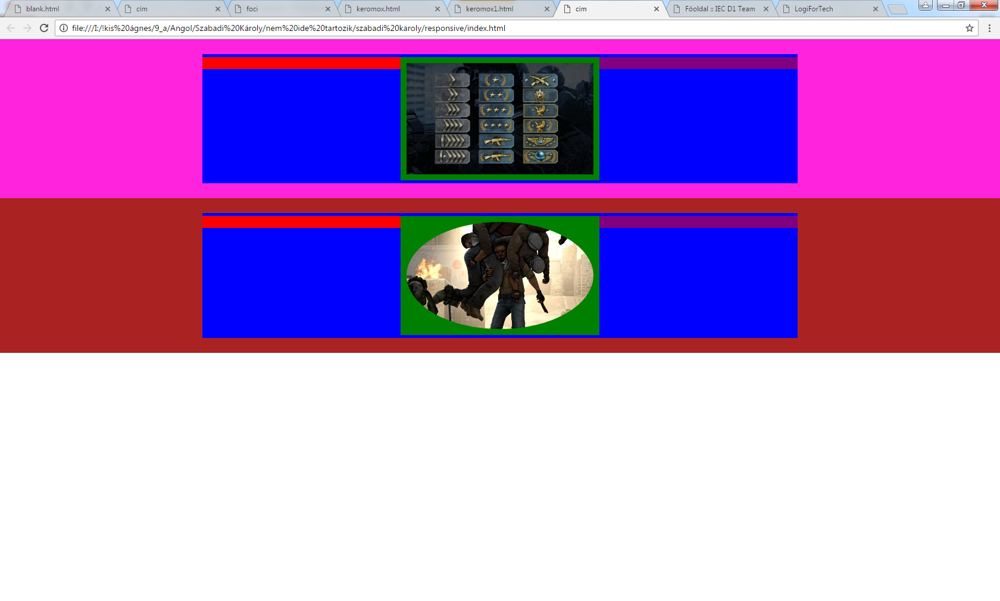 blank.html
cím
foci
keromox.html
keromox1.html
cím
Főoldal :: IEC D1 Team
LogiForTech
file:///I:/!kis%20ágnes/9_a/Angol/Szabadi%20Károly/nem%20ide%20tartozik/szabadi%20karoly/responsive/index.html